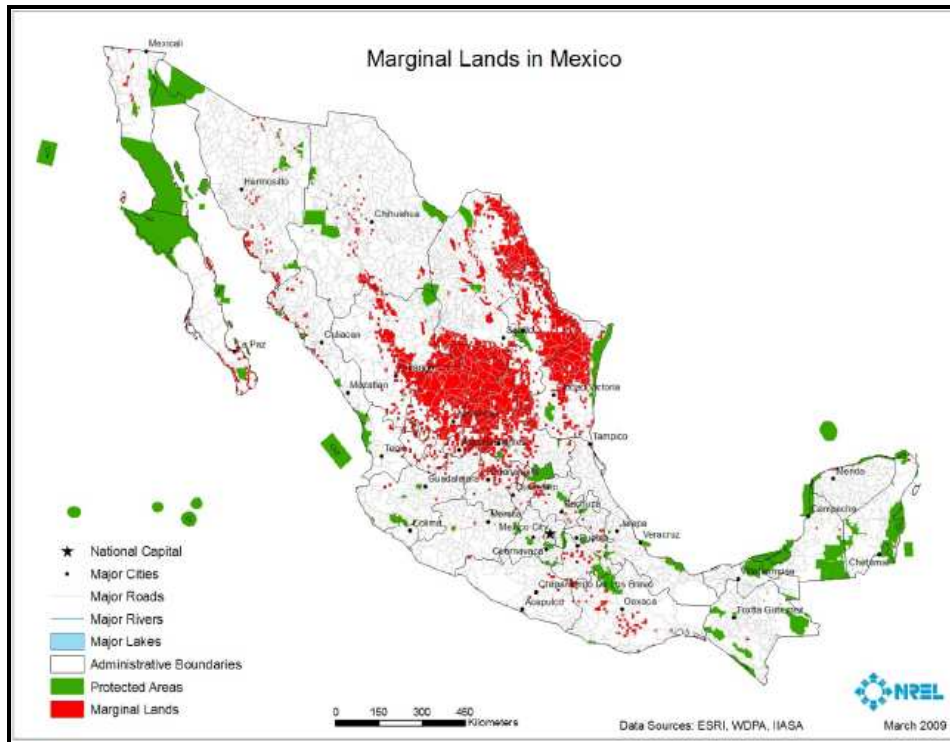 Marginal Lands in Mexico
Mexicali
Hermosillo
Chihuahua
Culiacan
La Paz
Mazatlan
Victoria
Tampico
Tepic
Guadalajara
Colima
Morelia
Mexico City
Cuernavaca
Puebla
Pachuca
Jalapa
Veracruz
Acapulco
Oaxaca
Tuxtla Gutierrez
Merida
Campeche
Chetumal
National Capital
Major Cities
Major Roads
Major Rivers
Major Lakes
Administrative Boundaries
Protected Areas
Marginal Lands
0 150 300 450
Kilometers
Data Sources: ESRI, WDPA, IIASA
NREL
March 2009